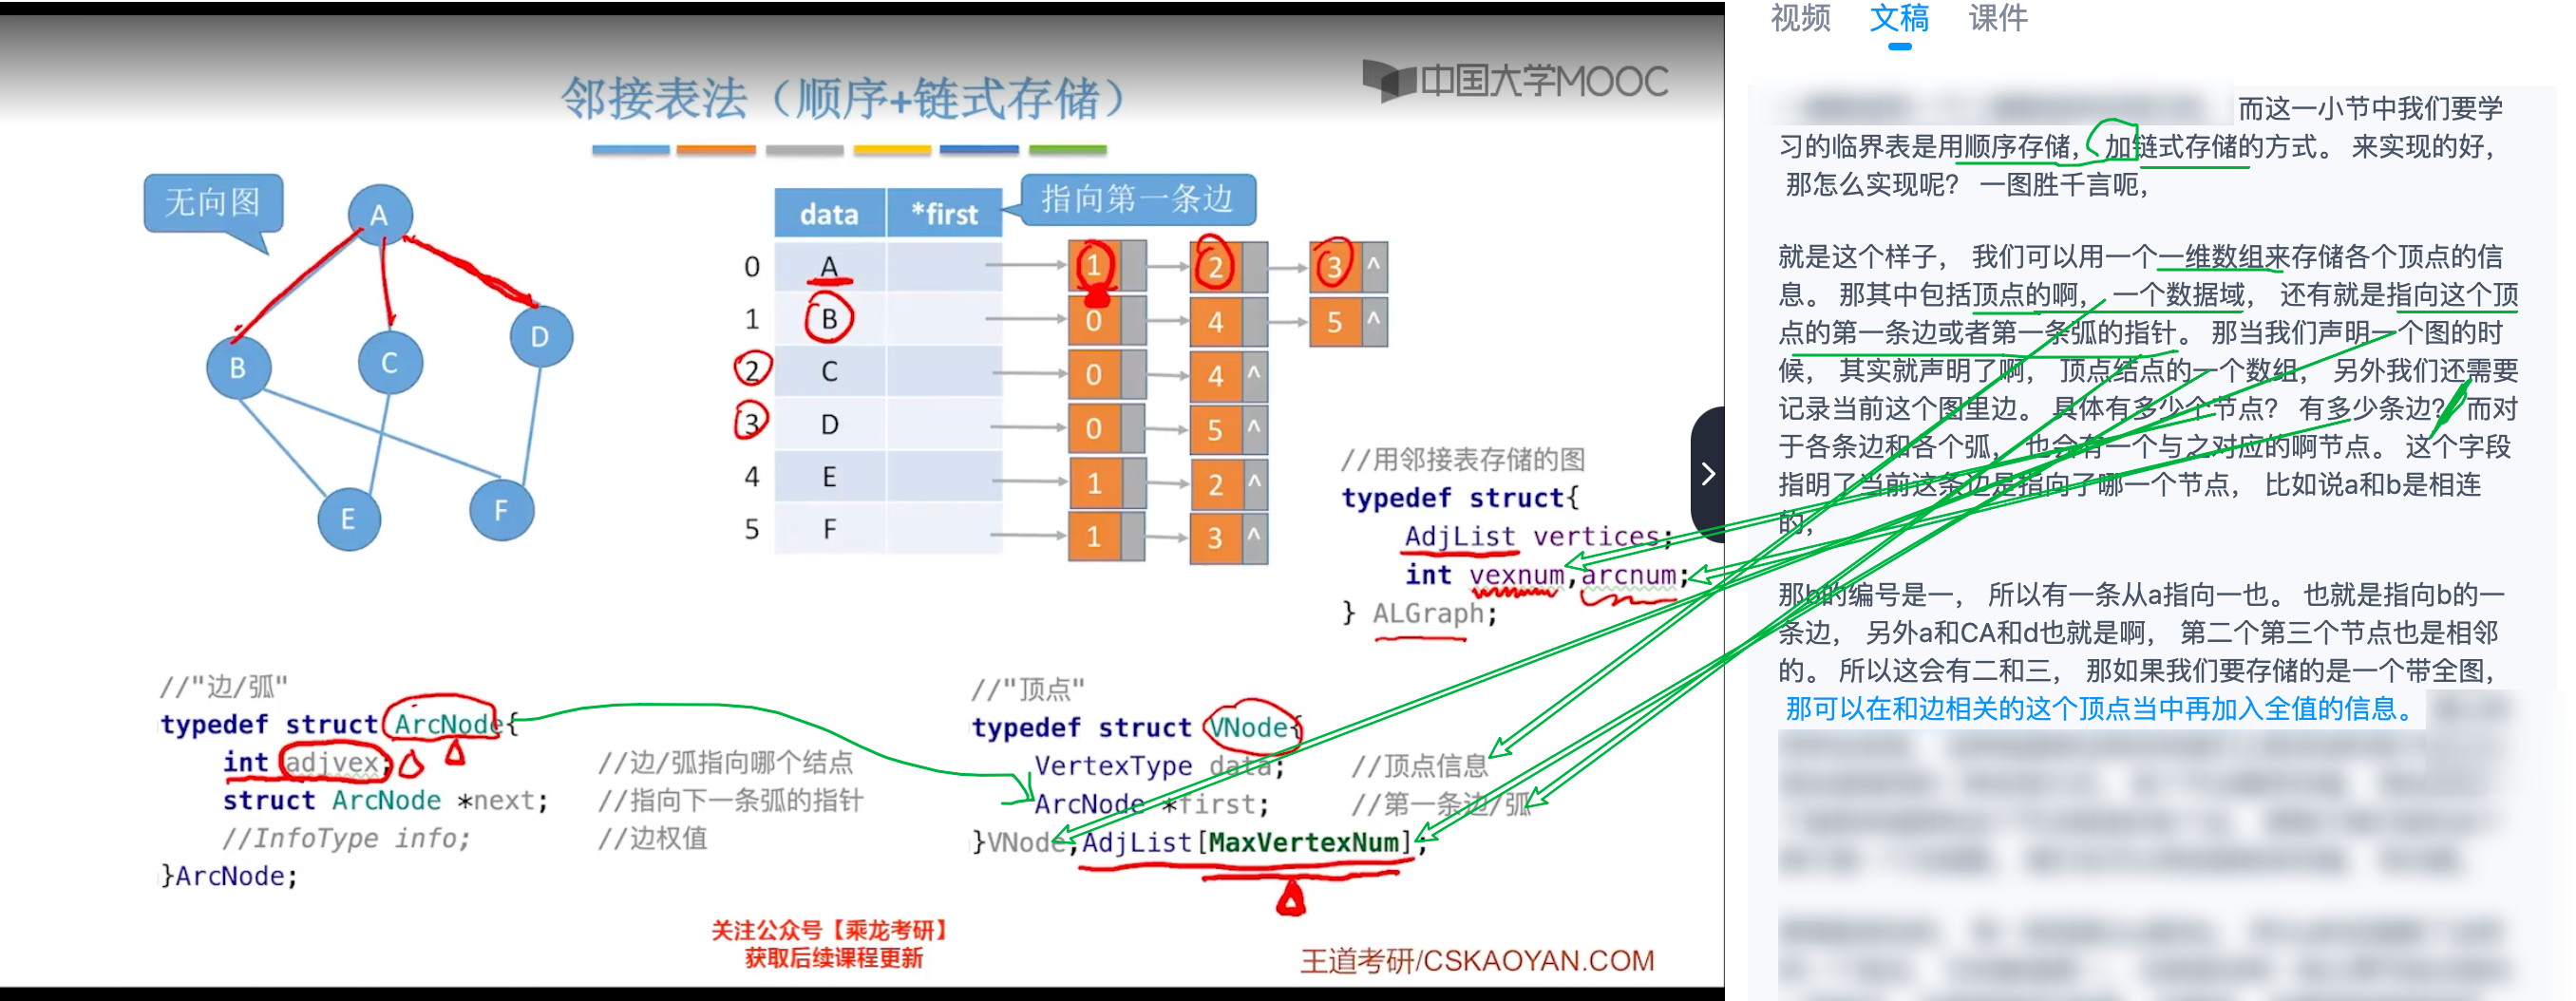 邻接表法（顺序+链式存储）
中国大学MOOC
无向图
A
B
C
D
E
F
data *first
指向第一条边
0 A 1 2 3 ^
1 B 0 4 5 ^
2 C 0 4 ^
3 D 0 5 ^
4 E 1 2 ^
5 F 1 3 ^
//用邻接表存储的图
typedef struct{
AdjList vertices;
int vexnum,arcnum;
} ALGraph;
//"边/弧"
typedef struct ArcNode{
int adjvex; //边/弧指向哪个结点
struct ArcNode *next; //指向下一条弧的指针
//InfoType info; //边权值
}ArcNode;
//"顶点"
typedef struct VNode{
VertexType data; //顶点信息
ArcNode *first; //第一条边/弧
}VNode,AdjList[MaxVertexNum];
关注公众号【乘龙考研】
获取后续课程更新
王道考研/CSKAOYAN.COM
视频 文稿 课件
而这一小节中我们要学
习的临界表是用顺序存储， 加链式存储的方式。 来实现的好，
那怎么实现呢？ 一图胜千言呃，
就是这个样子， 我们可以用一个一维数组来存储各个顶点的信
息。 那其中包括顶点的啊， 一个数据域， 还有就是指向这个顶
点的第一条边或者第一条弧的指针。 那当我们声明一个图的时
候， 其实就声明了啊， 顶点结点的一个数组， 另外我们还需要
记录当前这个图里边。 具体有多少个节点？ 有多少条边？ 而对
于各条边和各个弧， 也会有一个与之对应的啊节点。 这个字段
指明了当前这条边是指向了哪一个节点， 比如说a和b是相连
的，
那b的编号是一， 所以有一条从a指向一也。 也就是指向b的一
条边， 另外a和CA和d也就是啊， 第二个第三个节点也是相邻
的。 所以这会有二和三， 那如果我们要存储的是一个带全图，
那可以在和边相关的这个顶点当中再加入全值的信息。